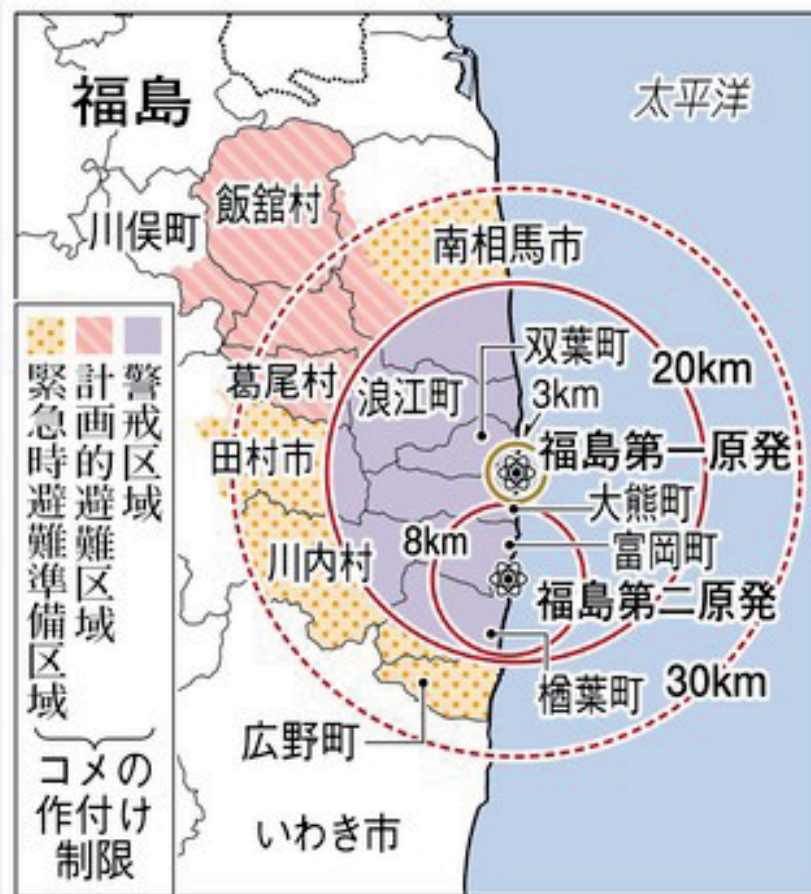 福島
太平洋
飯舘村
川俣町
南相馬市
双葉町
20km
3km
葛尾村
浪江町
福島第一原発
田村市
大熊町
8km
富岡町
川内村
福島第二原発
楢葉町
30km
広野町
いわき市
警戒区域
計画的避難区域
緊急時避難準備区域
コメの
作付け
制限